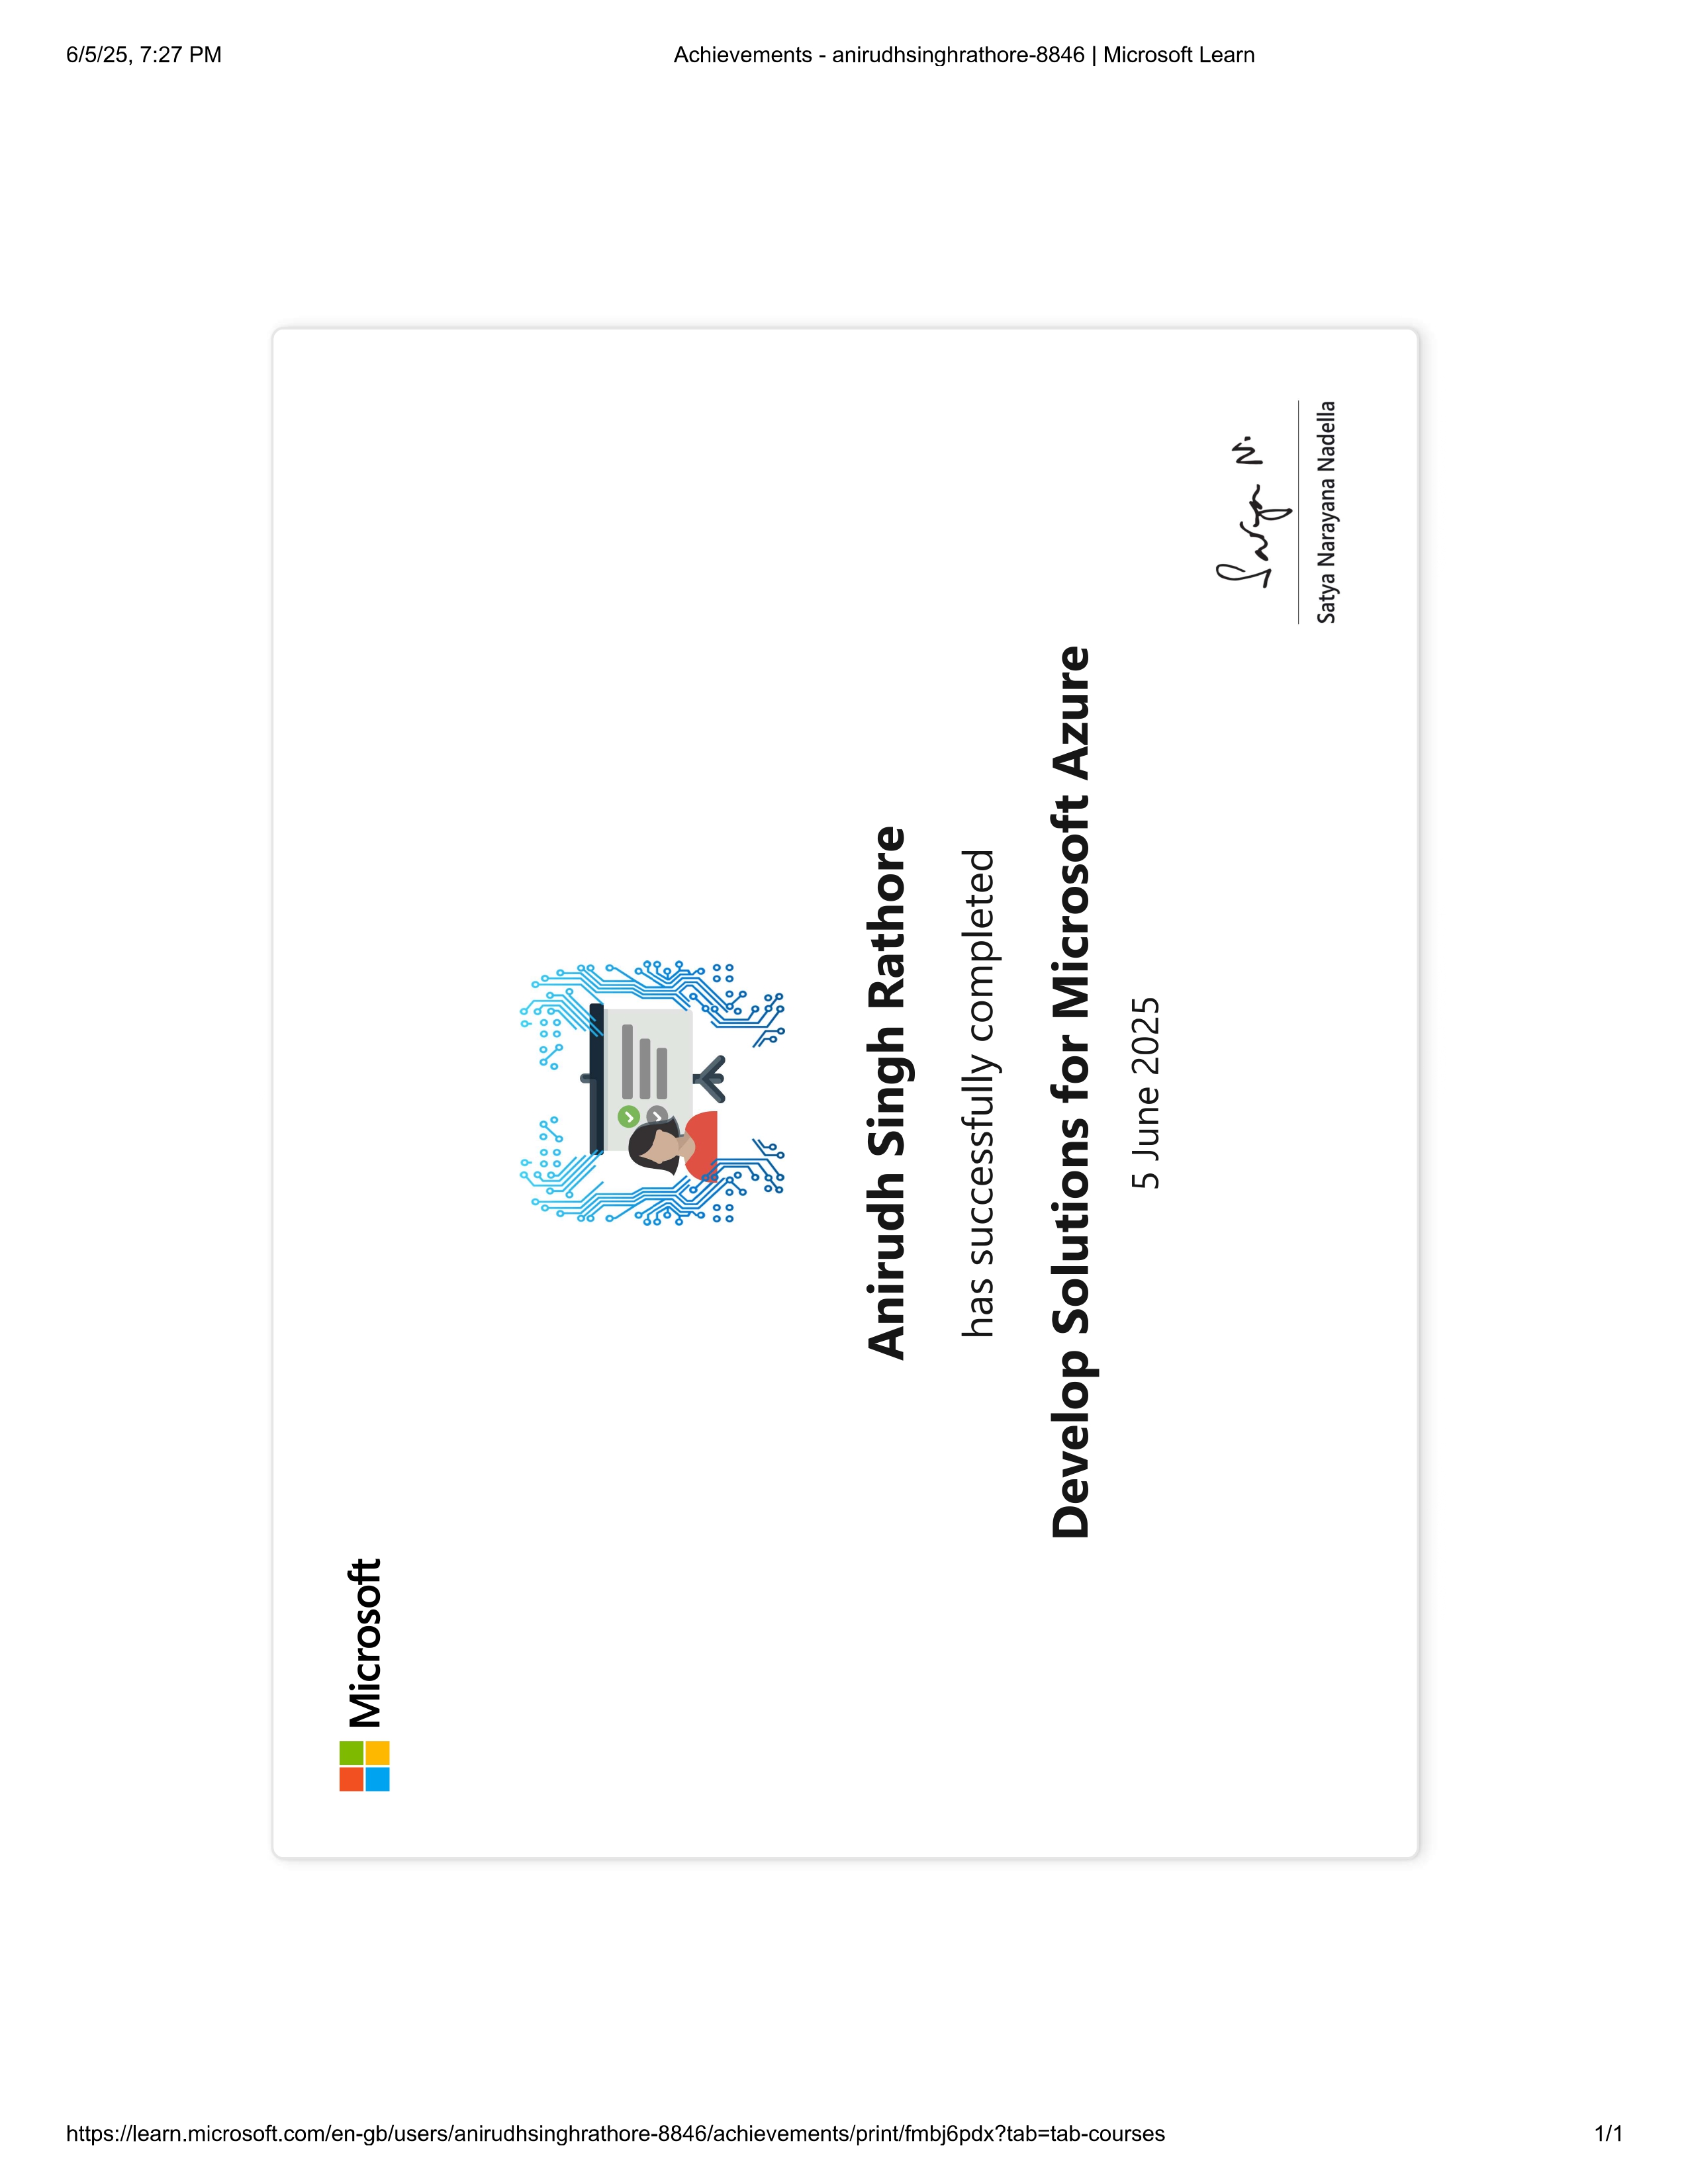 6/5/25, 7:27 PM
Achievements - anirudhsinghrathore-8846 | Microsoft Learn
Microsoft
Anirudh Singh Rathore
has successfully completed
Develop Solutions for Microsoft Azure
5 June 2025
Satya N.
Satya Narayana Nadella
https://learn.microsoft.com/en-gb/users/anirudhsinghrathore-8846/achievements/print/fmbj6pdx?tab=tab-courses
1/1